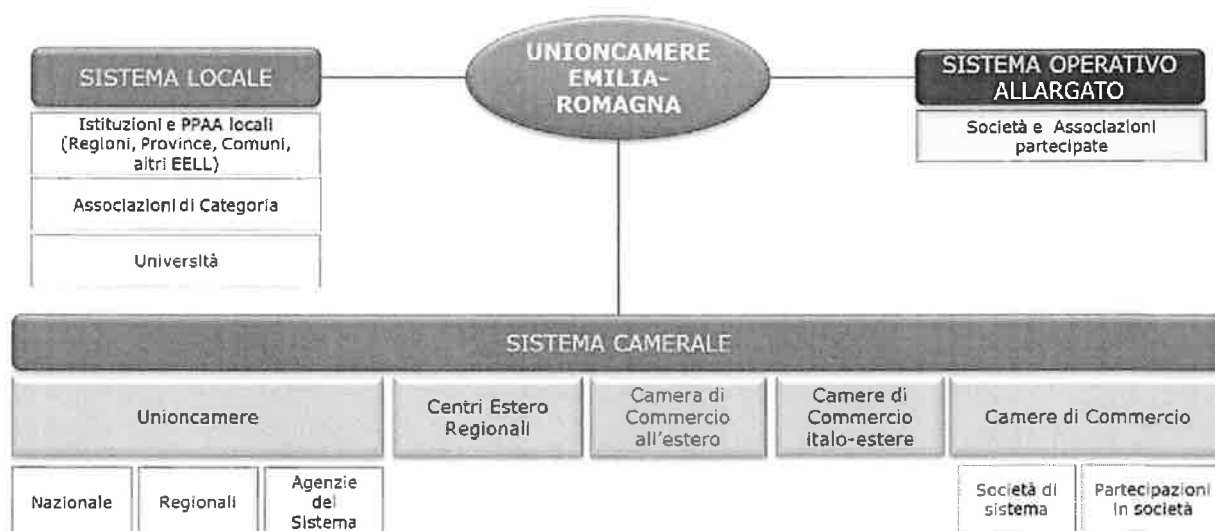 UNIONCAMERE
EMILIA-
ROMAGNA
SISTEMA LOCALE
Istituzioni e PPAA locali
(Regioni, Province, Comuni,
altri EELL)
Associazioni di Categoria
Università
SISTEMA OPERATIVO
ALLARGATO
Società e Associazioni
partecipate
SISTEMA CAMERALE
Unioncamere
Centri Estero
Regionali
Camera di
Commercio
all'estero
Camere di
Commercio
italo-estere
Camere di Commercio
Nazionale
Regionali
Agenzie
del
Sistema
Società di
sistema
Partecipazioni
in società